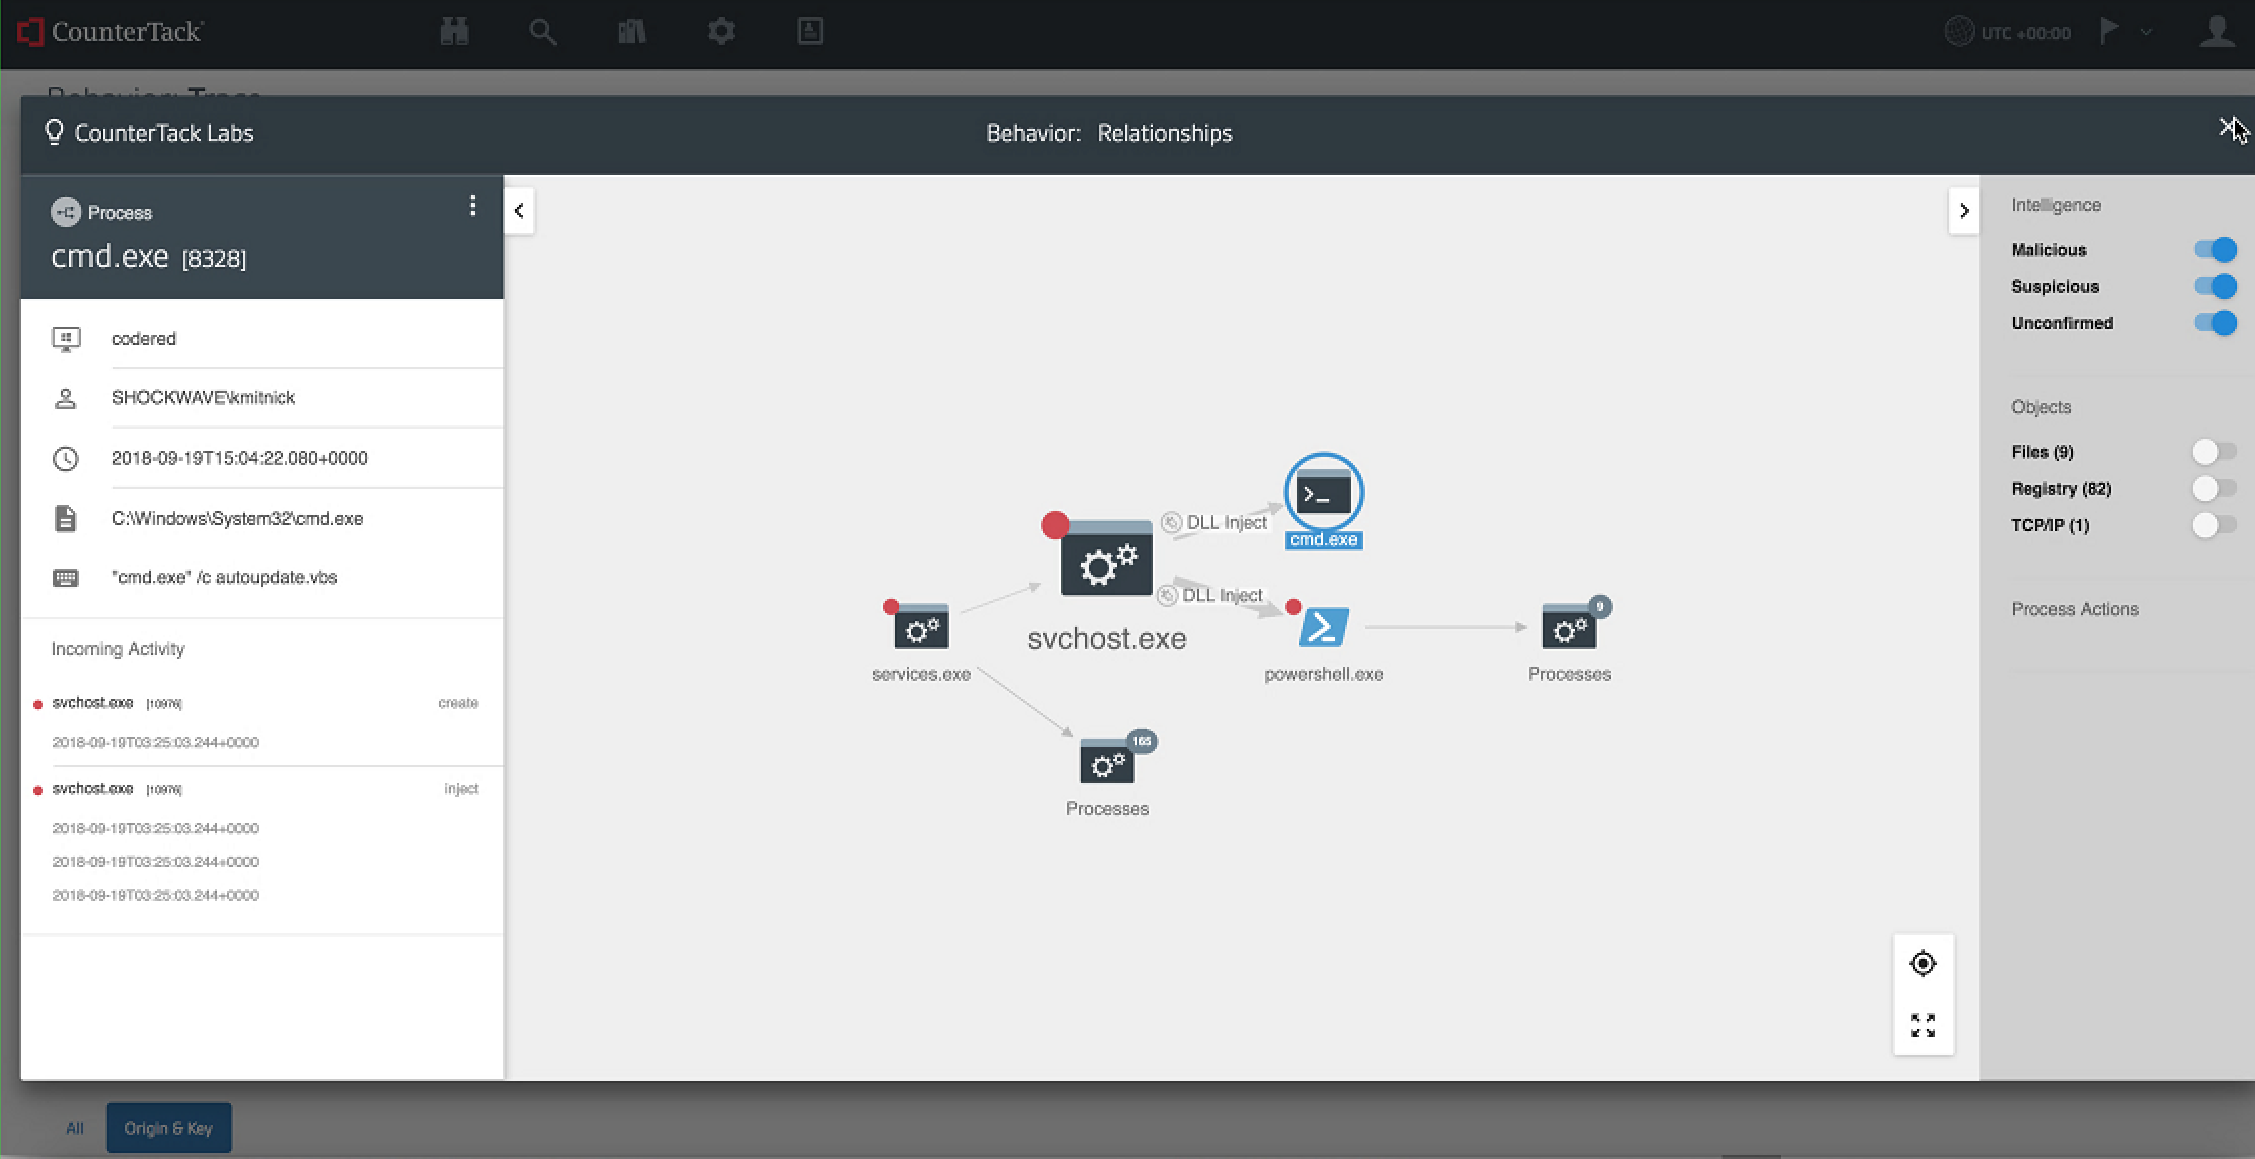 CounterTack
UTC +00:00
Behavior: Trace
CounterTack Labs
Behavior: Relationships
Process
cmd.exe [8328]
codered
SHOCKWAVE\kmitnick
2018-09-19T15:04:22.080+0000
C:\Windows\System32\cmd.exe
"cmd.exe" /c autoupdate.vbs
Incoming Activity
svchost.exe [10976] create
2018-09-19T03:25:03.244+0000
svchost.exe [10976] inject
2018-09-19T03:25:03.244+0000
2018-09-19T03:25:03.244+0000
2018-09-19T03:25:03.244+0000
DLL Inject
cmd.exe
DLL Inject
svchost.exe
services.exe
powershell.exe
9
Processes
165
Processes
Intelligence
Malicious
Suspicious
Unconfirmed
Objects
Files (9)
Registry (82)
TCP/IP (1)
Process Actions
All
Origin & Key